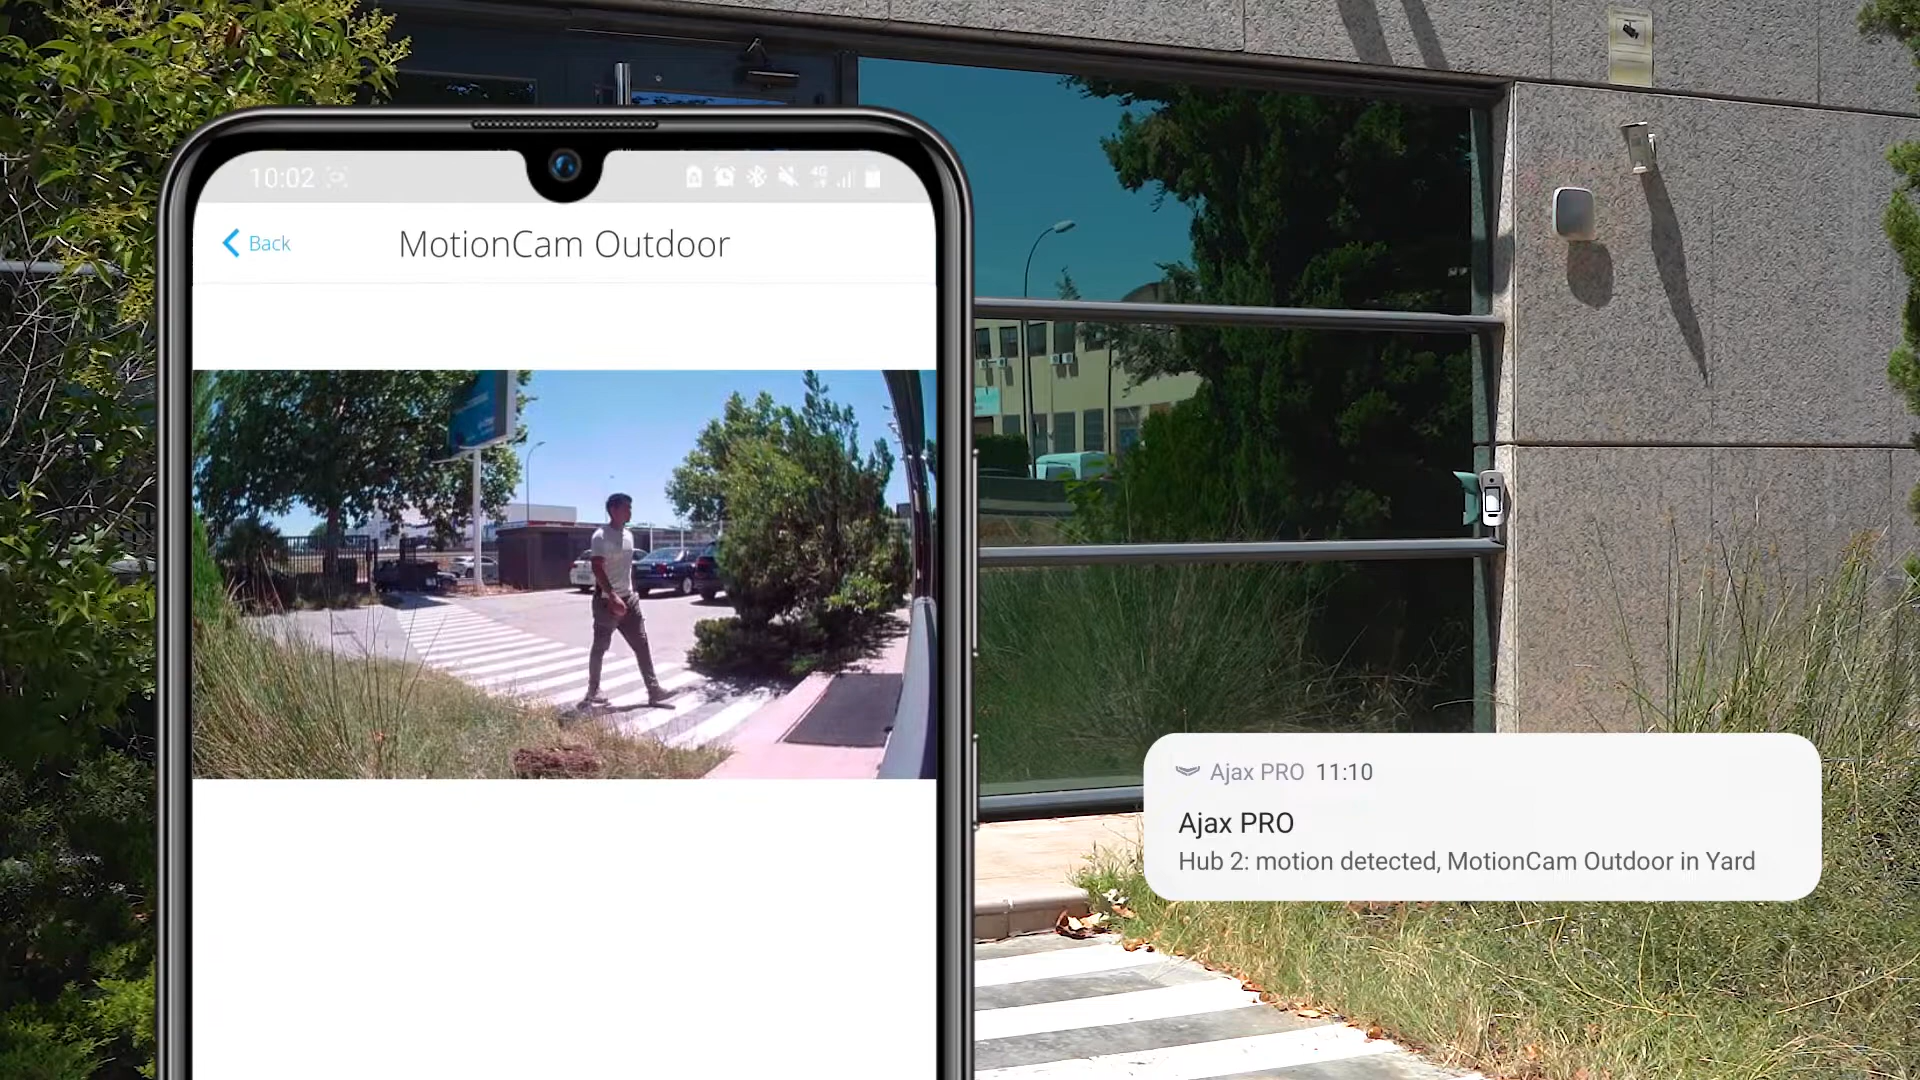 10:02
4G
Back
MotionCam Outdoor
Ajax PRO 11:10
Ajax PRO
Hub 2: motion detected, MotionCam Outdoor in Yard